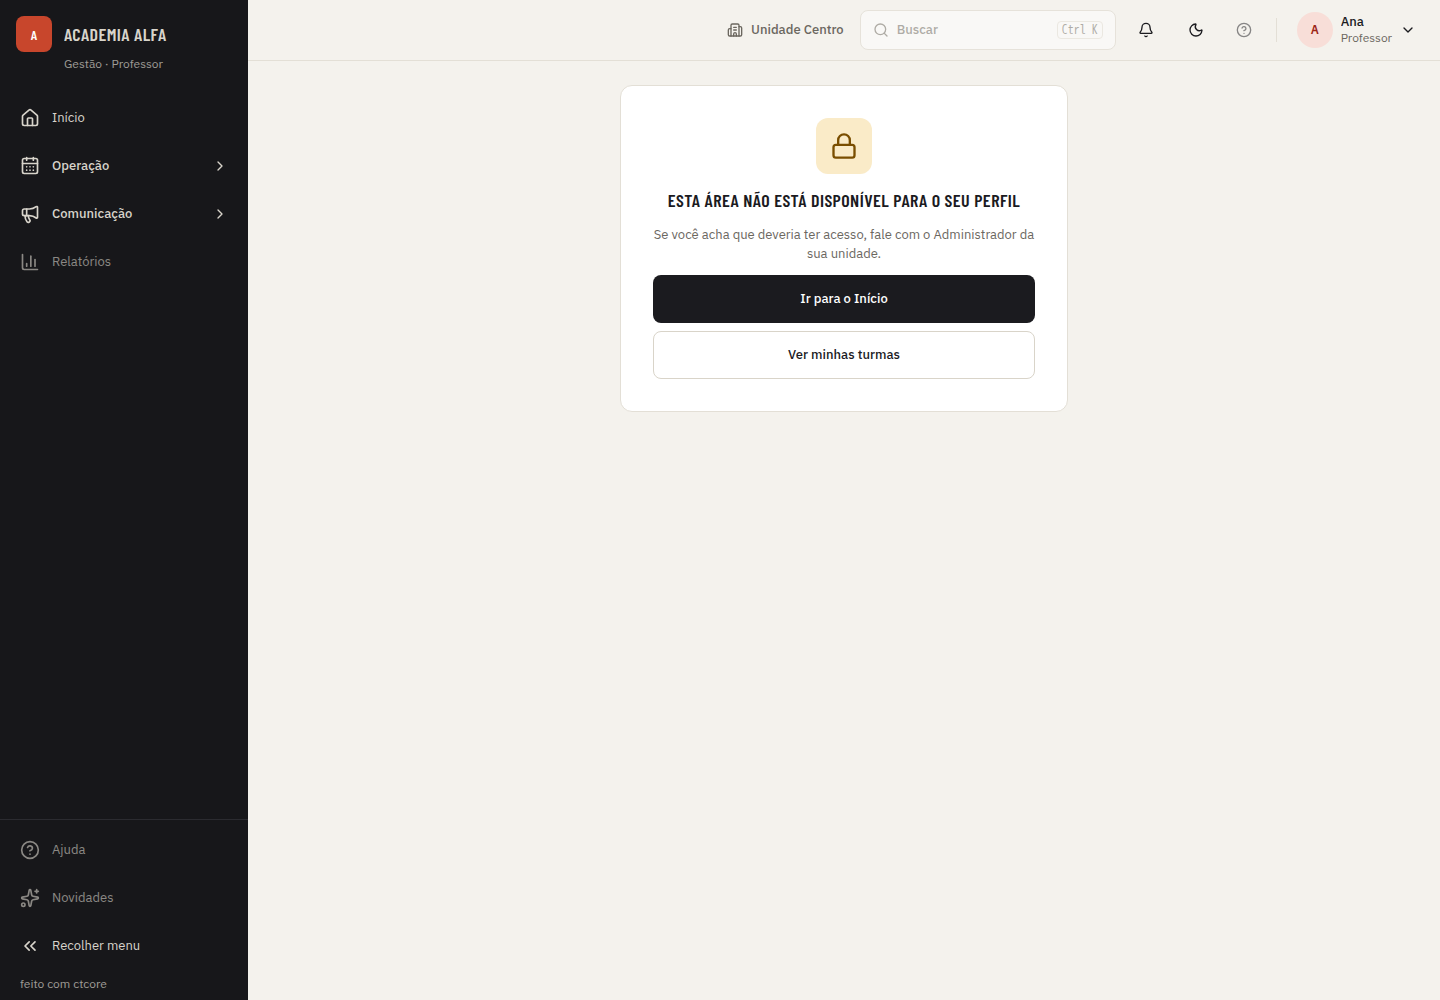 A
ACADEMIA ALFA
Gestão · Professor
Início
Operação
Comunicação
Relatórios
Ajuda
Novidades
Recolher menu
feito com ctcore
Unidade Centro
Buscar
Ctrl K
A
Ana
Professor
ESTA ÁREA NÃO ESTÁ DISPONÍVEL PARA O SEU PERFIL
Se você acha que deveria ter acesso, fale com o Administrador da
sua unidade.
Ir para o Início
Ver minhas turmas